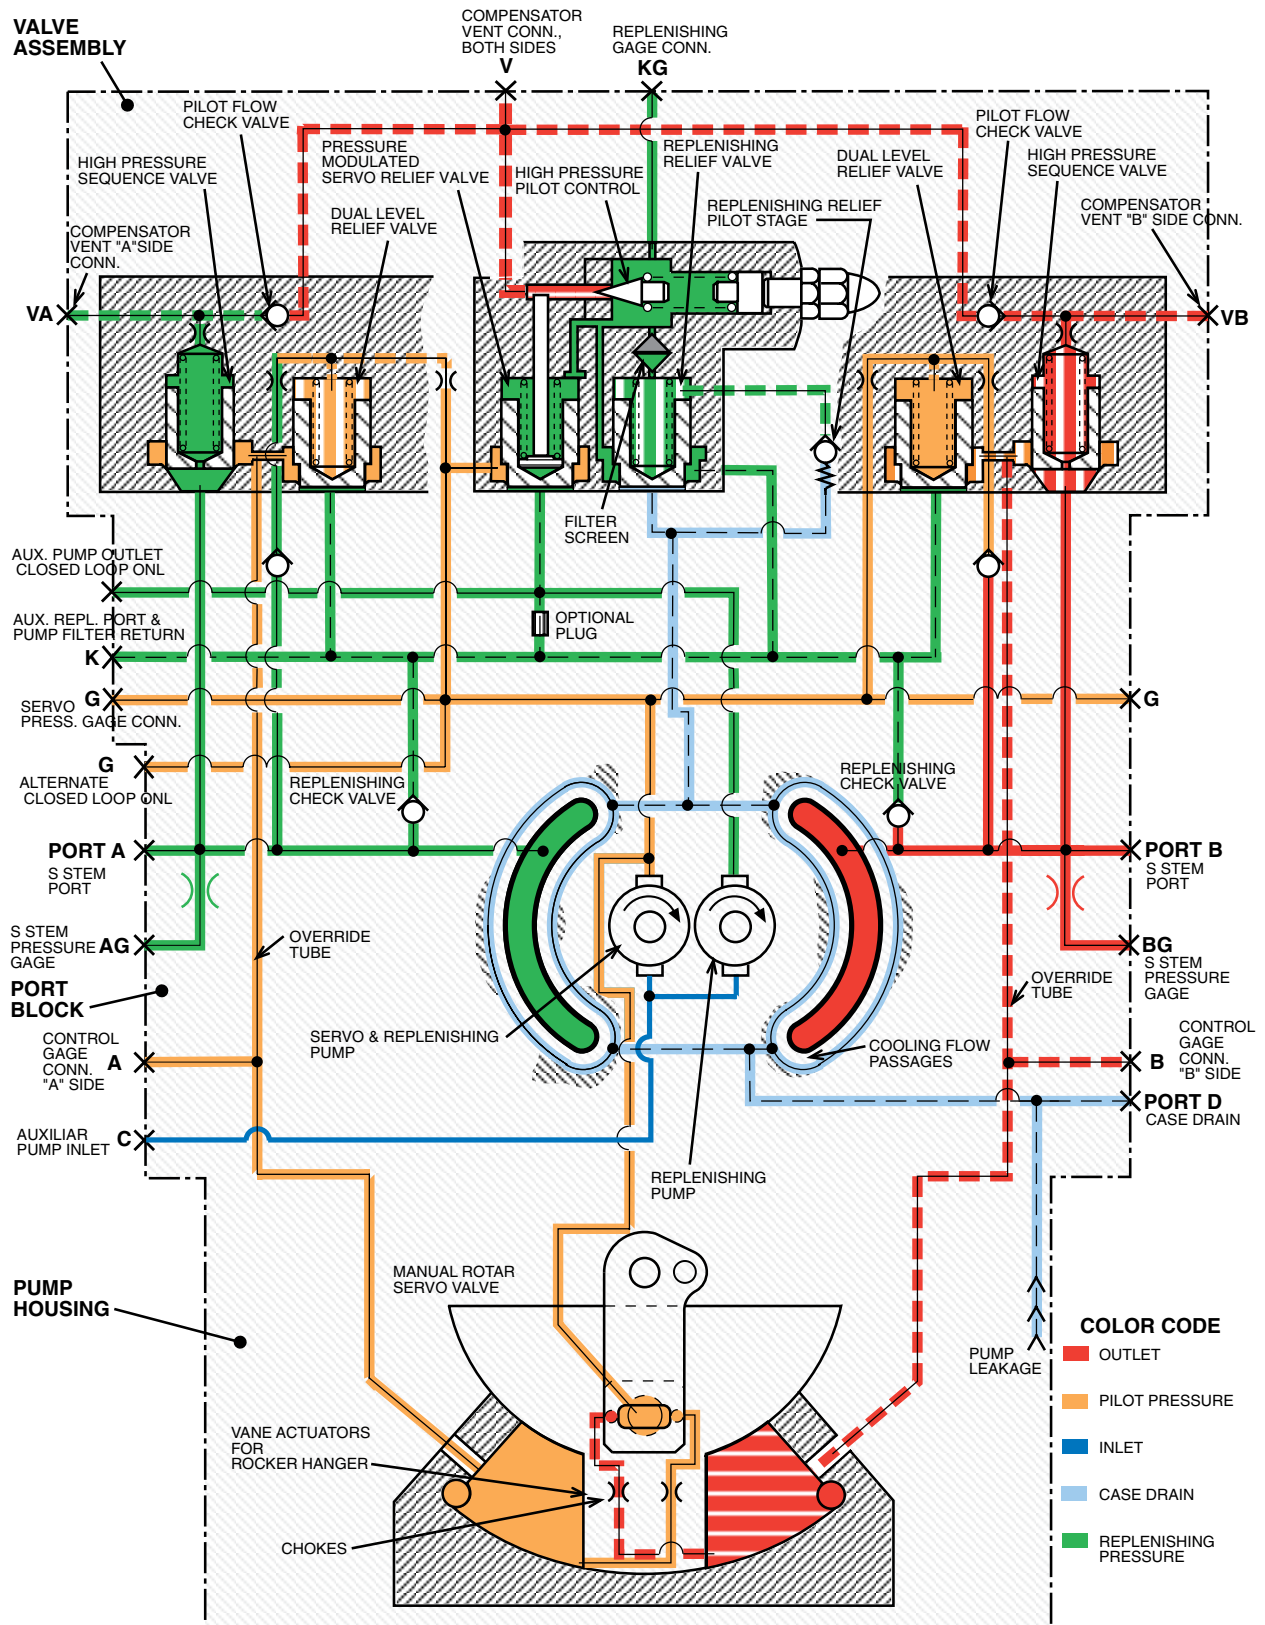 VALVE
ASSEMBLY
COMPENSATOR
VENT CONN.,
BOTH SIDES
V
REPLENISHING
GAGE CONN.
KG
PILOT FLOW
CHECK VALVE
PILOT FLOW
CHECK VALVE
HIGH PRESSURE
SEQUENCE VALVE
PRESSURE
MODULATED
SERVO RELIEF VALVE
HIGH PRESSURE
PILOT CONTROL
REPLENISHING
RELIEF VALVE
DUAL LEVEL
RELIEF VALVE
HIGH PRESSURE
SEQUENCE VALVE
DUAL LEVEL
RELIEF VALVE
REPLENISHING RELIEF
PILOT STAGE
COMPENSATOR
VENT "B" SIDE CONN.
COMPENSATOR
VENT "A"SIDE
CONN.
VA
VB
FILTER
SCREEN
AUX. PUMP OUTLET
CLOSED LOOP ONL
OPTIONAL
PLUG
AUX. REPL. PORT &
PUMP FILTER RETURN
K
G
SERVO
PRESS. GAGE CONN.
G
G
ALTERNATE
CLOSED LOOP ONL
REPLENISHING
CHECK VALVE
REPLENISHING
CHECK VALVE
PORT A
S STEM
PORT
PORT B
S STEM
PORT
S STEM
PRESSURE
GAGE
AG
BG
S STEM
PRESSURE
GAGE
OVERRIDE
TUBE
OVERRIDE
TUBE
PORT
BLOCK
SERVO & REPLENISHING
PUMP
COOLING FLOW
PASSAGES
CONTROL
GAGE
CONN.
"A" SIDE
A
B
CONTROL
GAGE
CONN.
"B" SIDE
PORT D
CASE DRAIN
AUXILIAR
PUMP INLET
C
REPLENISHING
PUMP
MANUAL ROTAR
SERVO VALVE
PUMP
HOUSING
PUMP
LEAKAGE
COLOR CODE
OUTLET
PILOT PRESSURE
INLET
CASE DRAIN
REPLENISHING
PRESSURE
VANE ACTUATORS
FOR
ROCKER HANGER
CHOKES